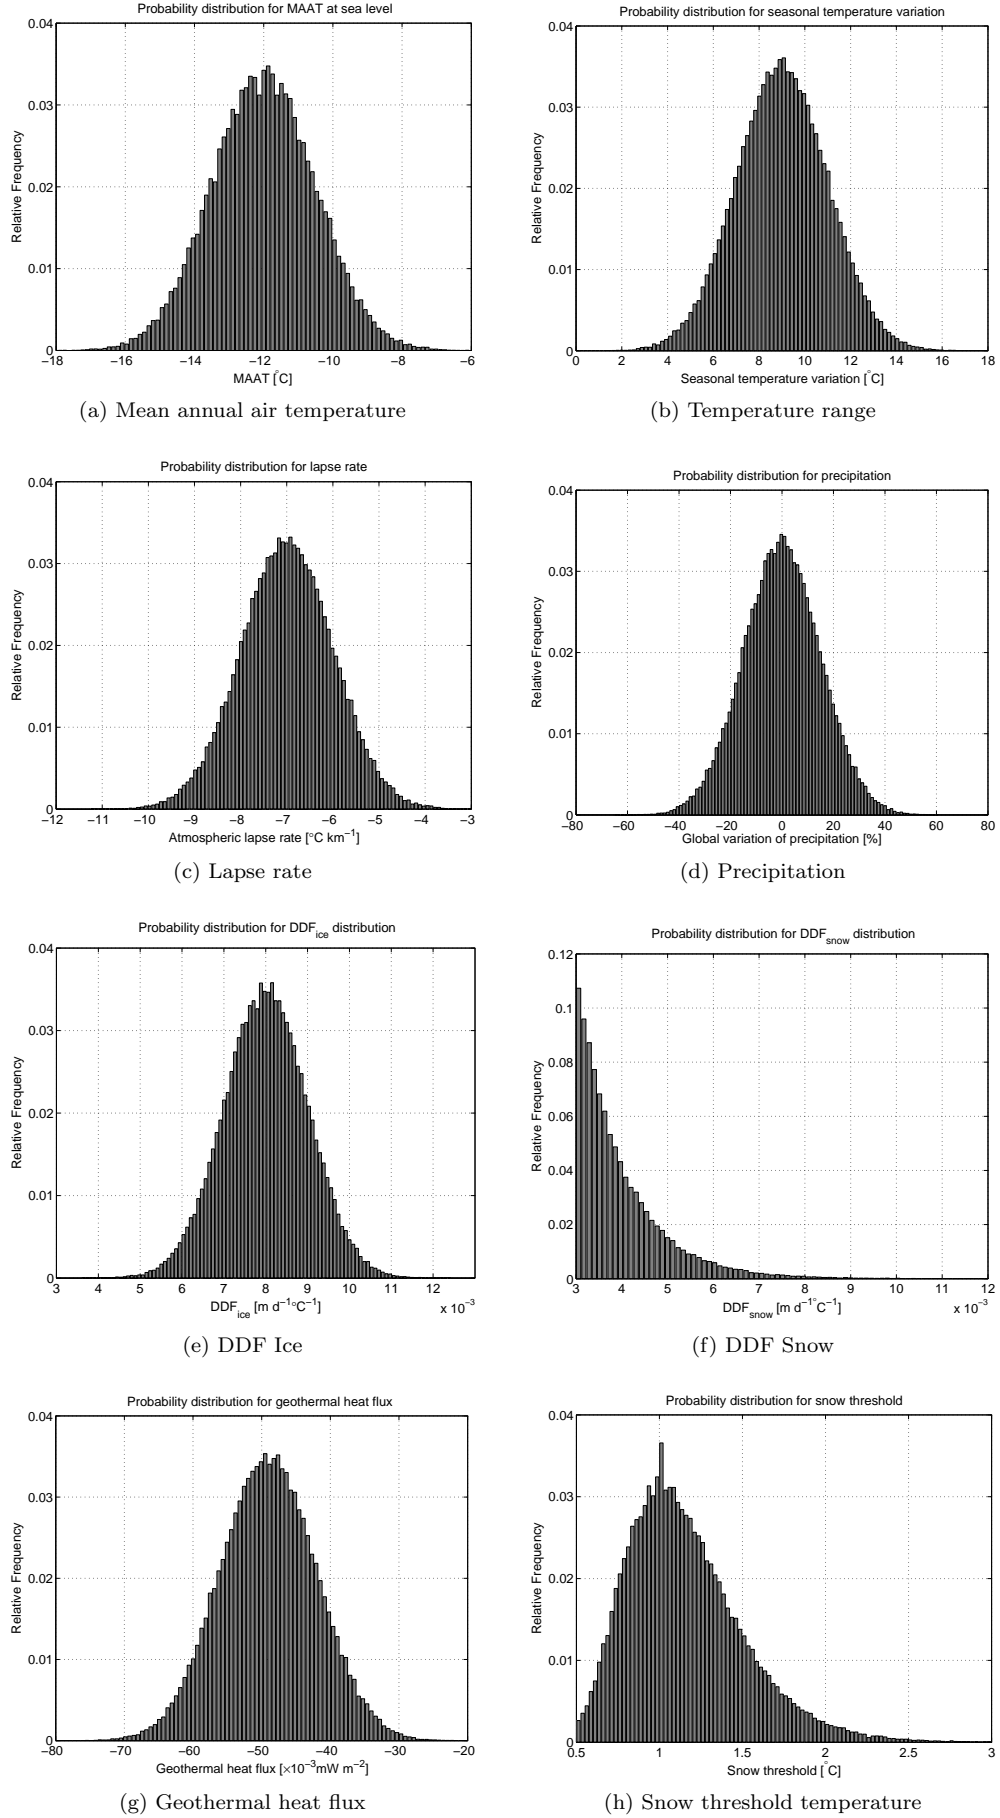 Probability distribution for MAAT at sea level
0.04
0.03
0.02
0.01
0
Relative Frequency
−18 −16 −14 −12 −10 −8 −6
MAAT [°C]
(a) Mean annual air temperature
Probability distribution for seasonal temperature variation
0.04
0.03
0.02
0.01
0
Relative Frequency
0 2 4 6 8 10 12 14 16 18
Seasonal temperature variation [°C]
(b) Temperature range
Probability distribution for lapse rate
0.04
0.03
0.02
0.01
0
Relative Frequency
−12 −11 −10 −9 −8 −7 −6 −5 −4 −3
Atmospheric lapse rate [°C km−1]
(c) Lapse rate
Probability distribution for precipitation
0.04
0.03
0.02
0.01
0
Relative Frequency
−80 −60 −40 −20 0 20 40 60 80
Global variation of precipitation [%]
(d) Precipitation
Probability distribution for DDFice distribution
0.04
0.03
0.02
0.01
0
Relative Frequency
3 4 5 6 7 8 9 10 11 12
DDFice [m d−1°C−1]
x 10−3
(e) DDF Ice
Probability distribution for DDFsnow distribution
0.12
0.1
0.08
0.06
0.04
0.02
0
Relative Frequency
3 4 5 6 7 8 9 10 11 12
DDFsnow [m d−1°C−1]
x 10−3
(f) DDF Snow
Probability distribution for geothermal heat flux
0.04
0.03
0.02
0.01
0
Relative Frequency
−80 −70 −60 −50 −40 −30 −20
Geothermal heat flux [×10−3mW m−2]
(g) Geothermal heat flux
Probability distribution for snow threshold
0.04
0.03
0.02
0.01
0
Relative Frequency
0.5 1 1.5 2 2.5 3
Snow threshold [°C]
(h) Snow threshold temperature